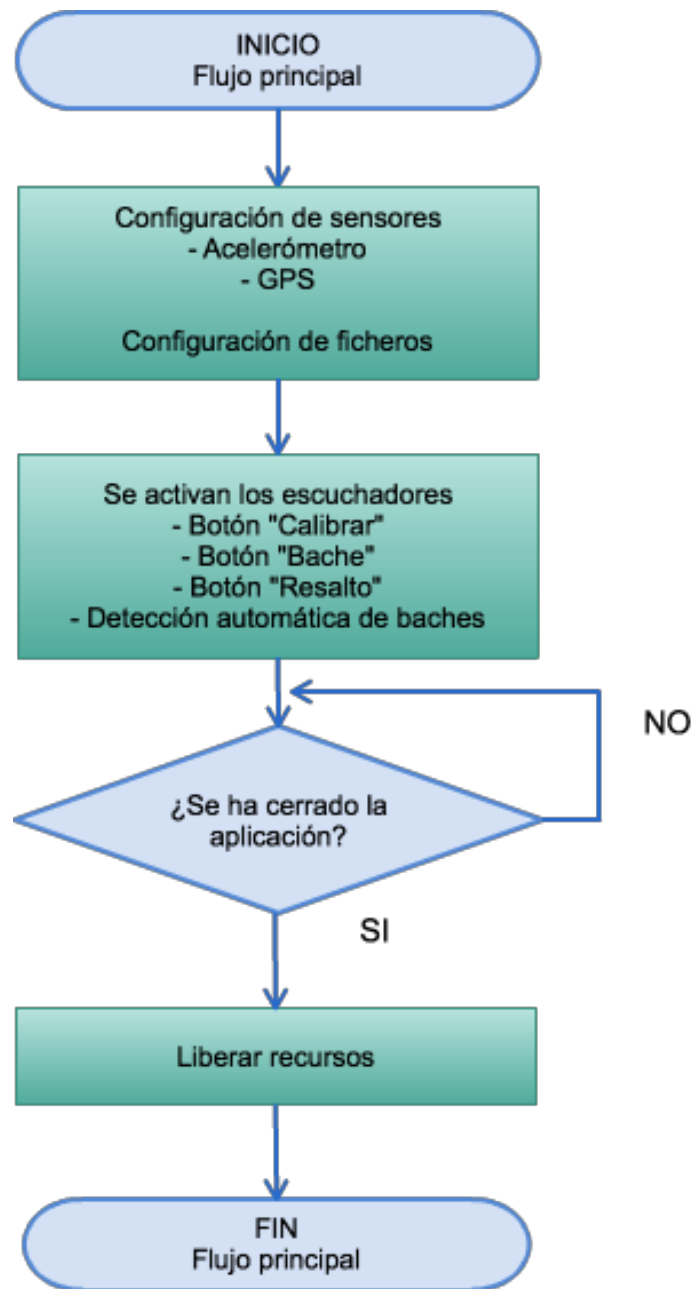 INICIO
Flujo principal
Configuración de sensores
- Acelerómetro
- GPS
Configuración de ficheros
Se activan los escuchadores
- Botón "Calibrar"
- Botón "Bache"
- Botón "Resalto"
- Detección automática de baches
NO
¿Se ha cerrado la
aplicación?
SI
Liberar recursos
FIN
Flujo principal